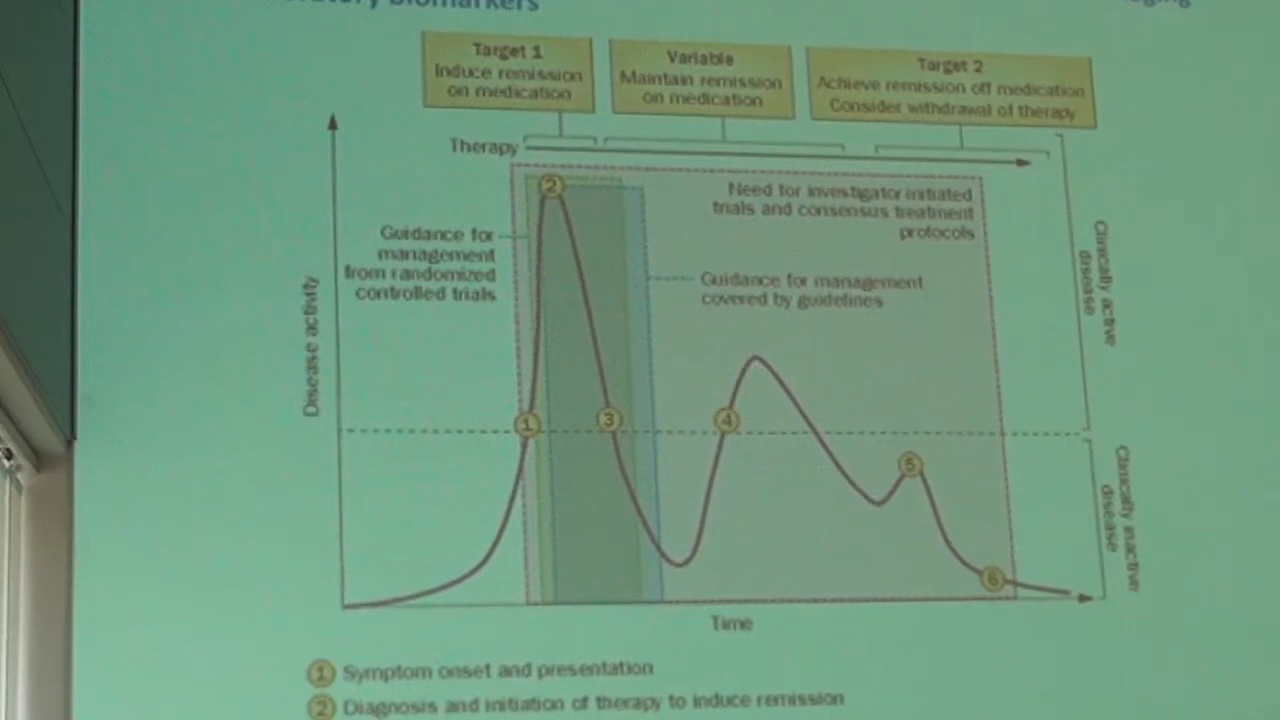 biomarkers
Target 1
Induce remission
on medication
Variable
Maintain remission
on medication
Target 2
Achieve remission off medication
Consider withdrawal of therapy
Therapy
Need for investigator-initiated
trials and consensus treatment
protocols
Guidance for
management
from randomized
controlled trials
Guidance for management
covered by guidelines
Disease activity
Clinically active
disease
Clinically inactive
disease
1
2
3
4
5
6
Time
1 Symptom onset and presentation
2 Diagnosis and initiation of therapy to induce remission